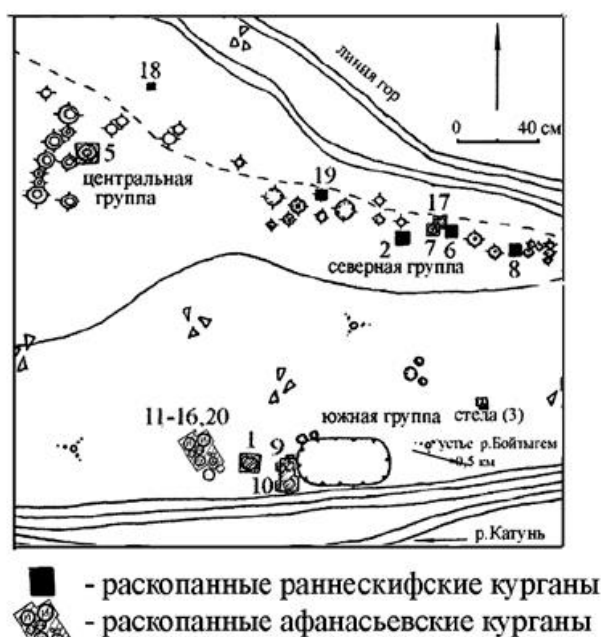 18
линия гор
0 40 см
5
центральная группа
19
17
2 7 6
8
северная группа
11-16,20
1
9
10
южная группа
стела (3)
устье р.Бойтыгем
0,5 км
р.Катунь
- раскопанные раннескифские курганы
- раскопанные афанасьевские курганы